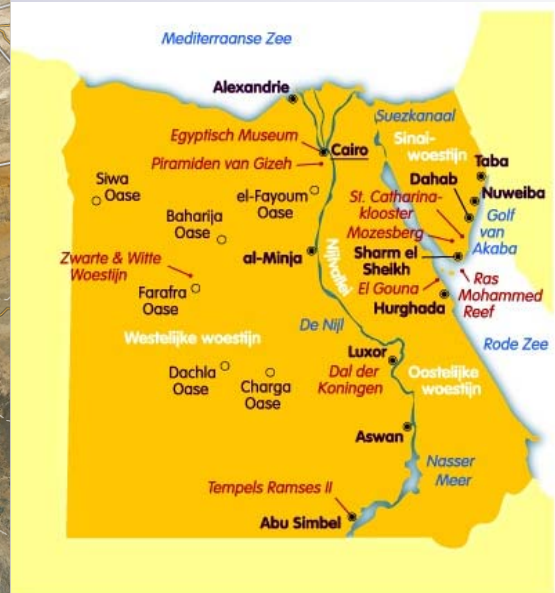 Mediterraanse Zee
Alexandrie
Suezkanaal
Egyptisch Museum
Cairo
Sinai-
woestijn
Piramiden van Gizeh
Taba
Siwa
Oase
el-Fayoum
Oase
Dahab
Nuweiba
St. Catharina-
klooster
Baharija
Oase
Mozesberg
Golf
van
Akaba
Zwarte & Witte
Woestijn
al-Minja
Nijlvallei
Sharm el
Sheikh
El Gouna
Ras
Mohammed
Reef
Farafra
Oase
Hurghada
De Nijl
Westelijke woestijn
Rode Zee
Luxor
Dachla
Oase
Charga
Oase
Dal der
Koningen
Oostelijke
woestijn
Aswan
Nasser
Meer
Tempels Ramses II
Abu Simbel